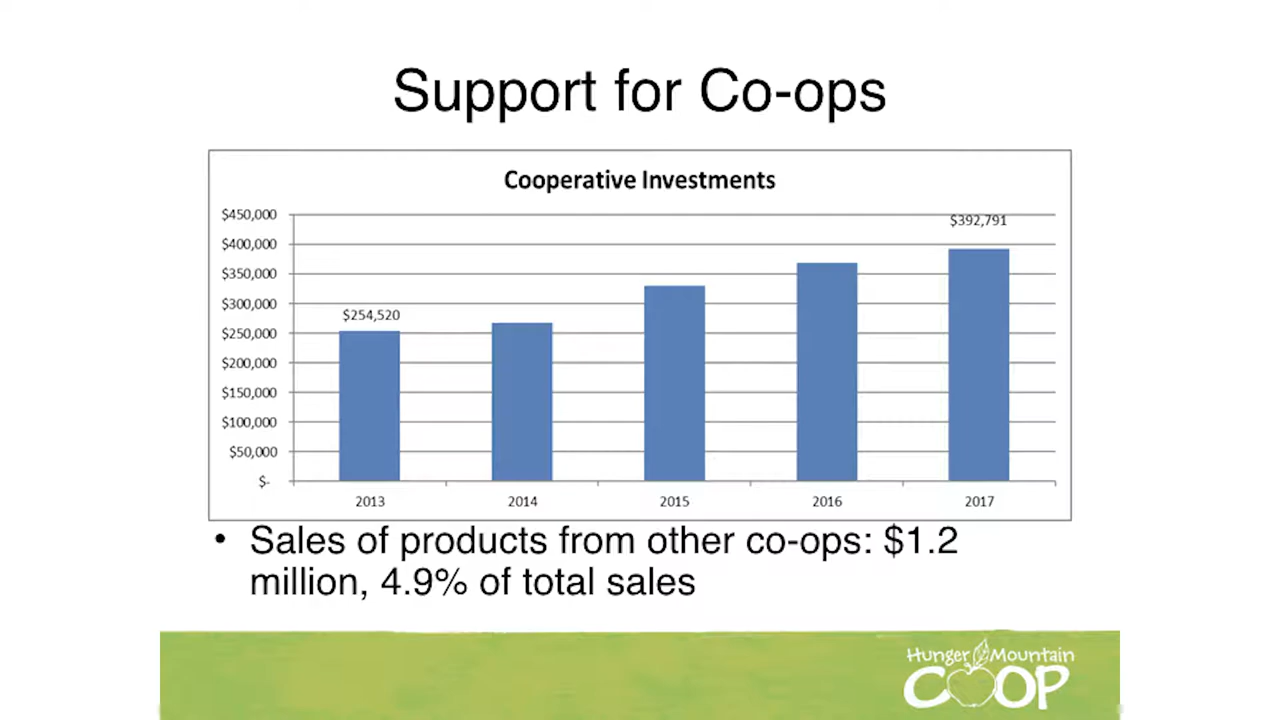 Support for Co-ops
Cooperative Investments
$450,000
$400,000
$350,000
$300,000
$250,000
$200,000
$150,000
$100,000
$50,000
$-
$254,520
$392,791
2013 2014 2015 2016 2017
• Sales of products from other co-ops: $1.2
million, 4.9% of total sales
Hunger Mountain
COOP